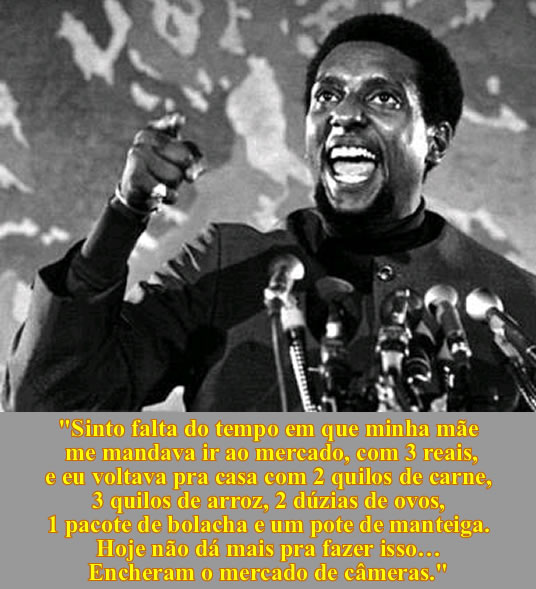 "Sinto falta do tempo em que minha mãe
me mandava ir ao mercado, com 3 reais,
e eu voltava pra casa com 2 quilos de carne,
3 quilos de arroz, 2 dúzias de ovos,
1 pacote de bolacha e um pote de manteiga.
Hoje não dá mais pra fazer isso...
Encheram o mercado de câmeras."